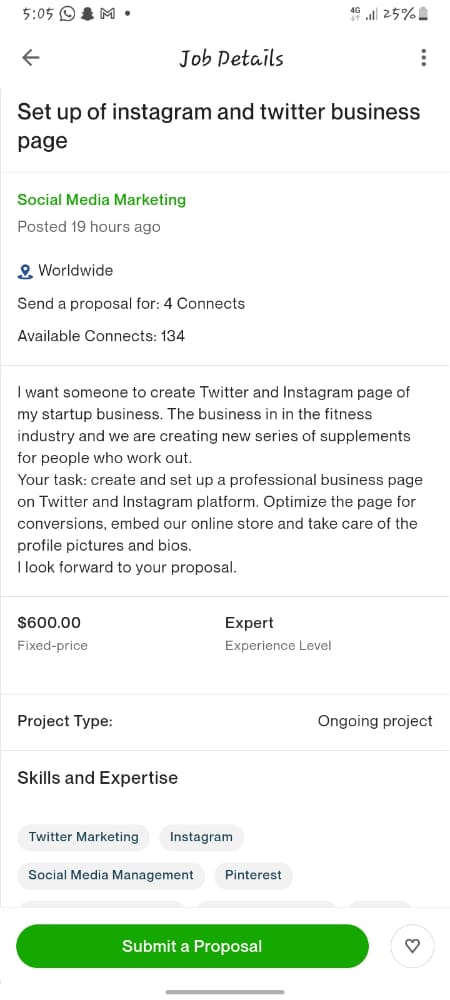 5:05
4G 25%
Job Details
Set up of instagram and twitter business
page
Social Media Marketing
Posted 19 hours ago
Worldwide
Send a proposal for: 4 Connects
Available Connects: 134
I want someone to create Twitter and Instagram page of
my startup business. The business in in the fitness
industry and we are creating new series of supplements
for people who work out.
Your task: create and set up a professional business page
on Twitter and Instagram platform. Optimize the page for
conversions, embed our online store and take care of the
profile pictures and bios.
I look forward to your proposal.
$600.00 Expert
Fixed-price Experience Level
Project Type: Ongoing project
Skills and Expertise
Twitter Marketing Instagram
Social Media Management Pinterest
Submit a Proposal